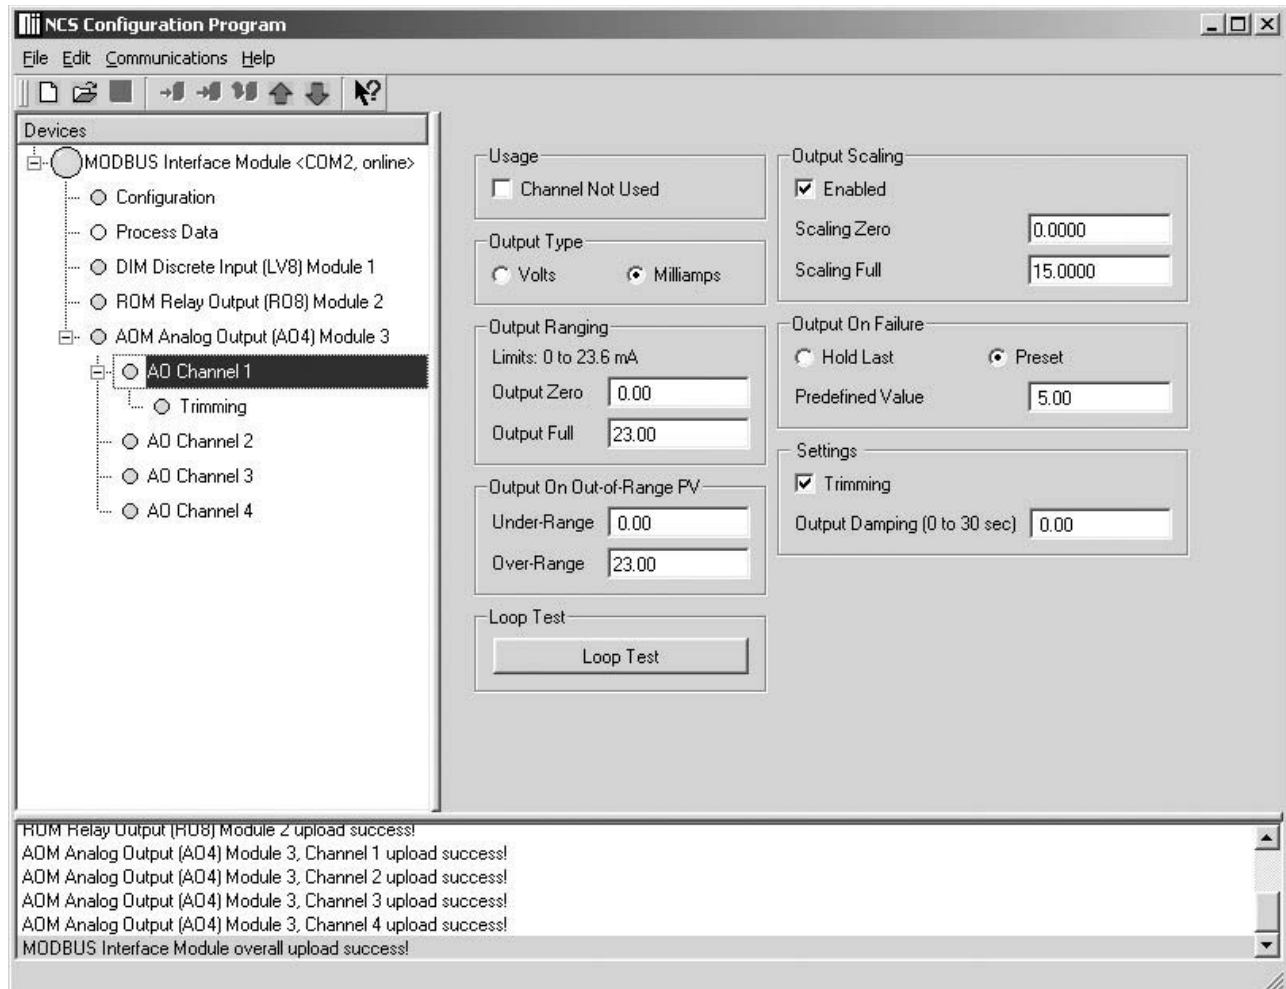 NCS Configuration Program
File Edit Communications Help
Devices
MODBUS Interface Module <COM2, online>
Configuration
Process Data
DIM Discrete Input (LV8) Module 1
ROM Relay Output (RO8) Module 2
AOM Analog Output (AO4) Module 3
AO Channel 1
Trimming
AO Channel 2
AO Channel 3
AO Channel 4
Usage
Channel Not Used
Output Type
Volts Milliamps
Output Ranging
Limits: 0 to 23.6 mA
Output Zero 0.00
Output Full 23.00
Output On Out-of-Range PV
Under-Range 0.00
Over-Range 23.00
Loop Test
Loop Test
Output Scaling
Enabled
Scaling Zero 0.0000
Scaling Full 15.0000
Output On Failure
Hold Last Preset
Predefined Value 5.00
Settings
Trimming
Output Damping (0 to 30 sec) 0.00
ROM Relay Output (RO8) Module 2 upload success!
AOM Analog Output (AO4) Module 3, Channel 1 upload success!
AOM Analog Output (AO4) Module 3, Channel 2 upload success!
AOM Analog Output (AO4) Module 3, Channel 3 upload success!
AOM Analog Output (AO4) Module 3, Channel 4 upload success!
MODBUS Interface Module overall upload success!